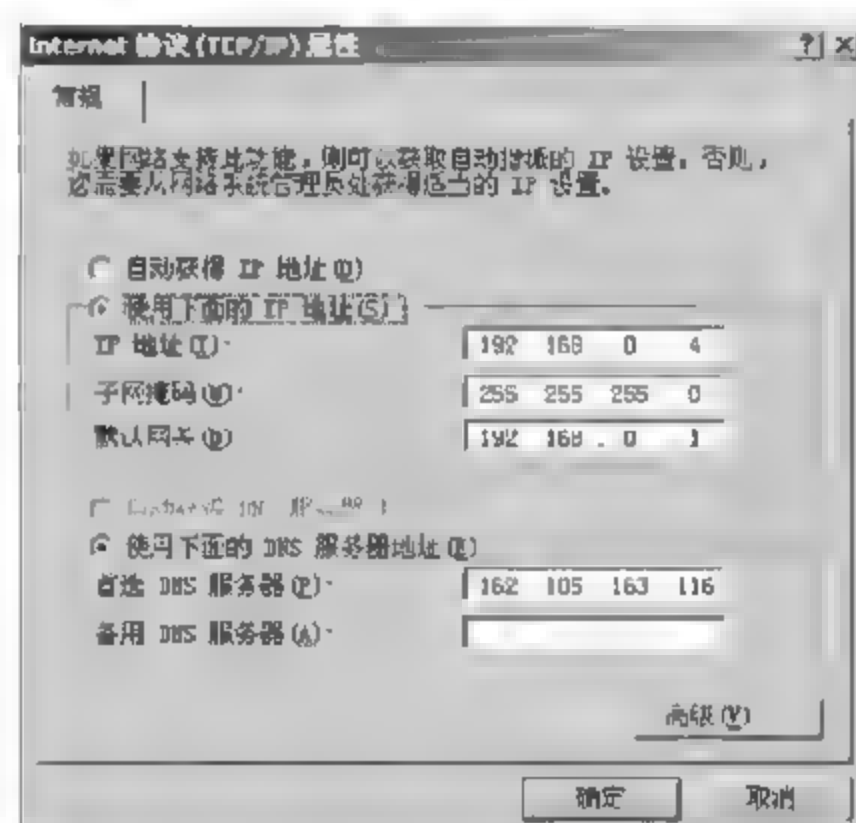 Internet 协议 (TCP/IP) 属性
常规
如果网络支持此功能，则可以获取自动指派的 IP 设置。否则，
您需要从网络系统管理员处获得适当的 IP 设置。
自动获得 IP 地址(O)
使用下面的 IP 地址(S)
IP 地址(I):
192 168 0 4
子网掩码(U):
255 255 255 0
默认网关(D)
192 168 . 0 1
使用下面的 DNS 服务器地址(E)
首选 DNS 服务器(P):
162 105 163 116
备用 DNS 服务器(A):
高级(V)
确定
取消